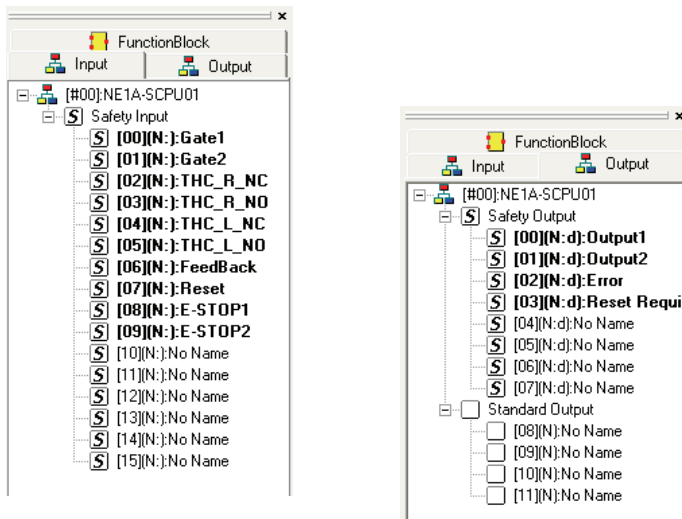 FunctionBlock
Input Output
[#00]:NE1A-SCPU01
Safety Input
[00](N:):Gate1
[01](N:):Gate2
[02](N:):THC_R_NC
[03](N:):THC_R_NO
[04](N:):THC_L_NC
[05](N:):THC_L_NO
[06](N:):FeedBack
[07](N:):Reset
[08](N:):E-STOP1
[09](N:):E-STOP2
[10](N:):No Name
[11](N:):No Name
[12](N:):No Name
[13](N:):No Name
[14](N:):No Name
[15](N:):No Name
FunctionBlock
Input Output
[#00]:NE1A-SCPU01
Safety Output
[00](N:d):Output1
[01](N:d):Output2
[02](N:d):Error
[03](N:d):Reset Requi
[04](N:d):No Name
[05](N:d):No Name
[06](N:d):No Name
[07](N:d):No Name
Standard Output
[08](N):No Name
[09](N):No Name
[10](N):No Name
[11](N):No Name